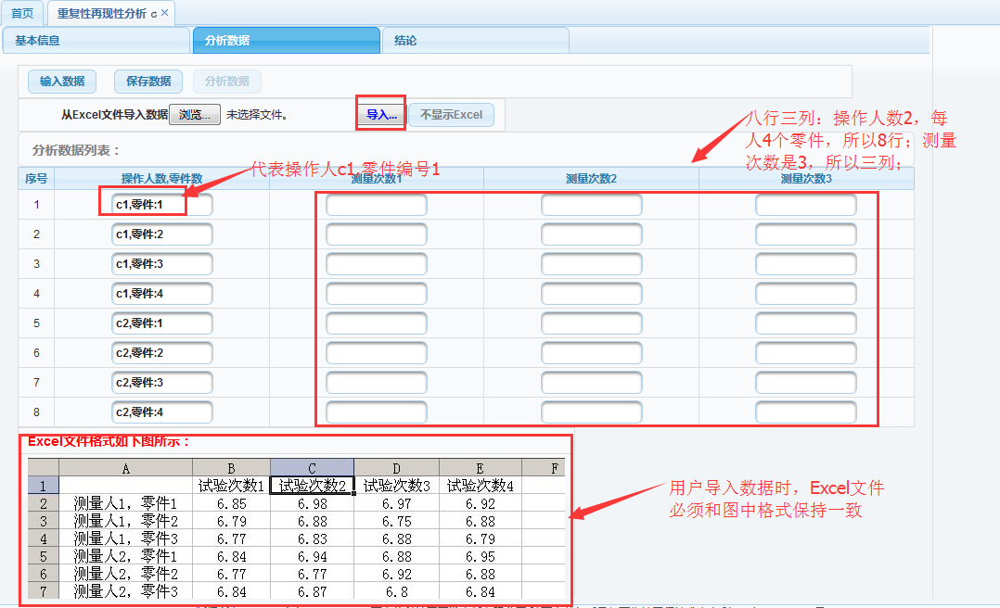 首页 重复性再现性分析
基本信息 分析数据 结论
输入数据 保存数据 分析数据
从Excel文件导入数据 浏览... 未选择文件。 导入... 不显示Excel
八行三列：操作人数2，每
人4个零件，所以8行；测量
次数是3，所以三列；
分析数据列表：
代表操作人c1,零件编号1
序号 操作人数,零件数 测量次数1 测量次数2 测量次数3
1 c1,零件:1
2 c1,零件:2
3 c1,零件:3
4 c1,零件:4
5 c2,零件:1
6 c2,零件:2
7 c2,零件:3
8 c2,零件:4
Excel文件格式如下图所示：
A B C D E F
1 试验次数1 试验次数2 试验次数3 试验次数4
2 测量人1，零件1 6.85 6.98 6.97 6.92
3 测量人1，零件2 6.79 6.88 6.75 6.88
4 测量人1，零件3 6.77 6.83 6.88 6.79
5 测量人2，零件1 6.84 6.94 6.88 6.95
6 测量人2，零件2 6.77 6.77 6.92 6.88
7 测量人2，零件3 6.84 6.87 6.8 6.84
用户导入数据时，Excel文件
必须和图中格式保持一致